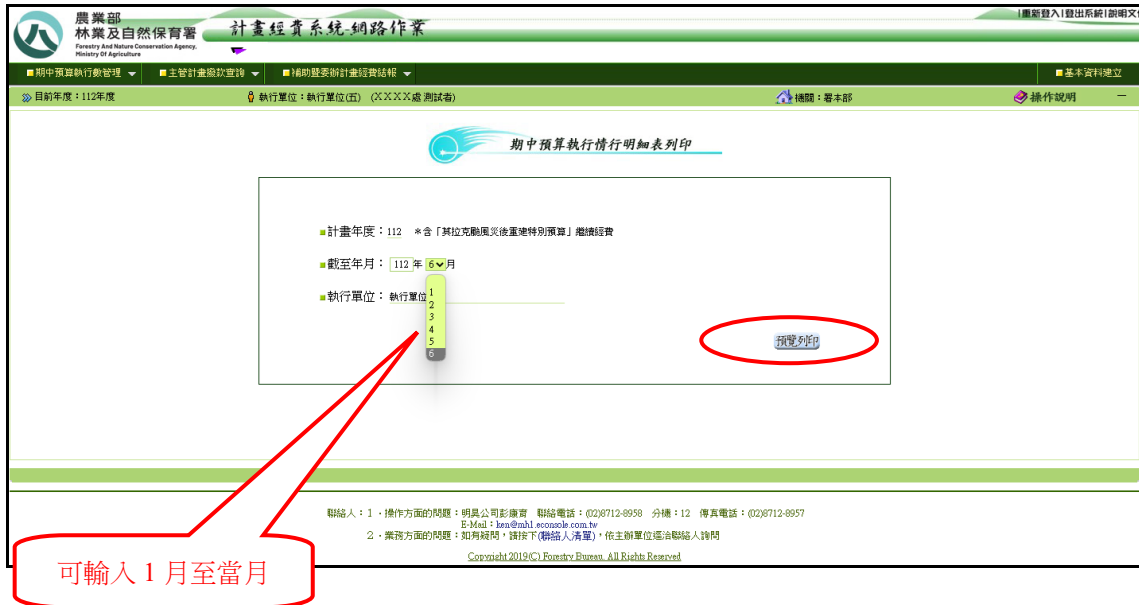 農業部
林業及自然保育署
Forestry And Nature Conservation Agency.
Ministry Of Agriculture
計畫經費系統-網路作業
|重新登入|登出系統|說明文
■期中預算執行數管理 ■主管計畫撥款查詢 ■補助暨委辦計畫經費結報 ■基本資料建立
目前年度：112年度 執行單位：執行單位(五) (XXXX處 測試者) 機關：署本部 操作說明 —
期中預算執行情行明細表列印
■計畫年度：112 *含「莫拉克颱風災後重建特別預算」繼續經費
■截至年月：112 年 6 月
■執行單位：執行單位
1
2
3
4
5
6
預覽列印
聯絡人：1．操作方面的問題：明昊公司彭康寶 聯絡電話：(02)8712-8958 分機：12 傳真電話：(02)8712-8957
E-Mail：ken@mhl.econsole.com.tw
2．業務方面的問題：如有疑問，請按下(聯絡人清單)，依主辦單位逕洽聯絡人詢問
Copyright 2019(C) Forestry Bureau. All Rights Reserved
可輸入 1 月至當月